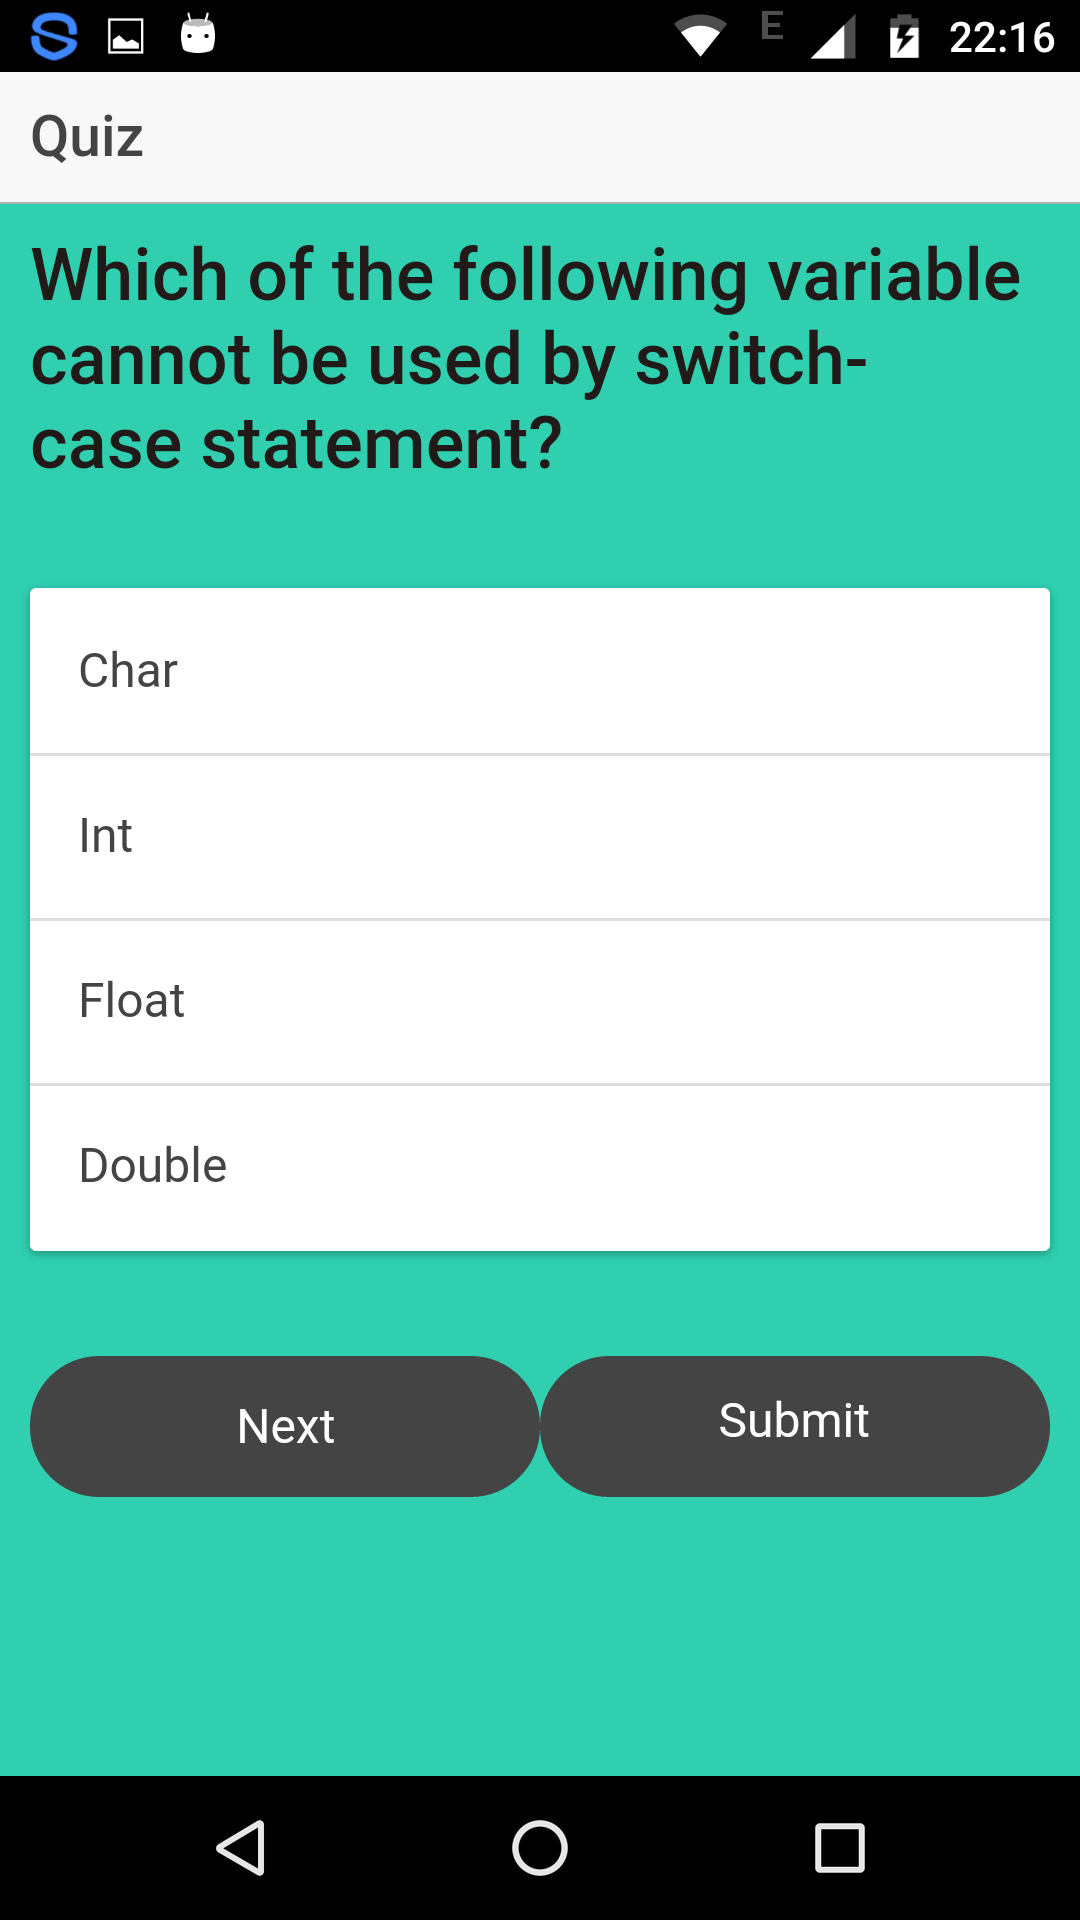 E 22:16
Quiz
Which of the following variable
cannot be used by switch-
case statement?
Char
Int
Float
Double
Next
Submit